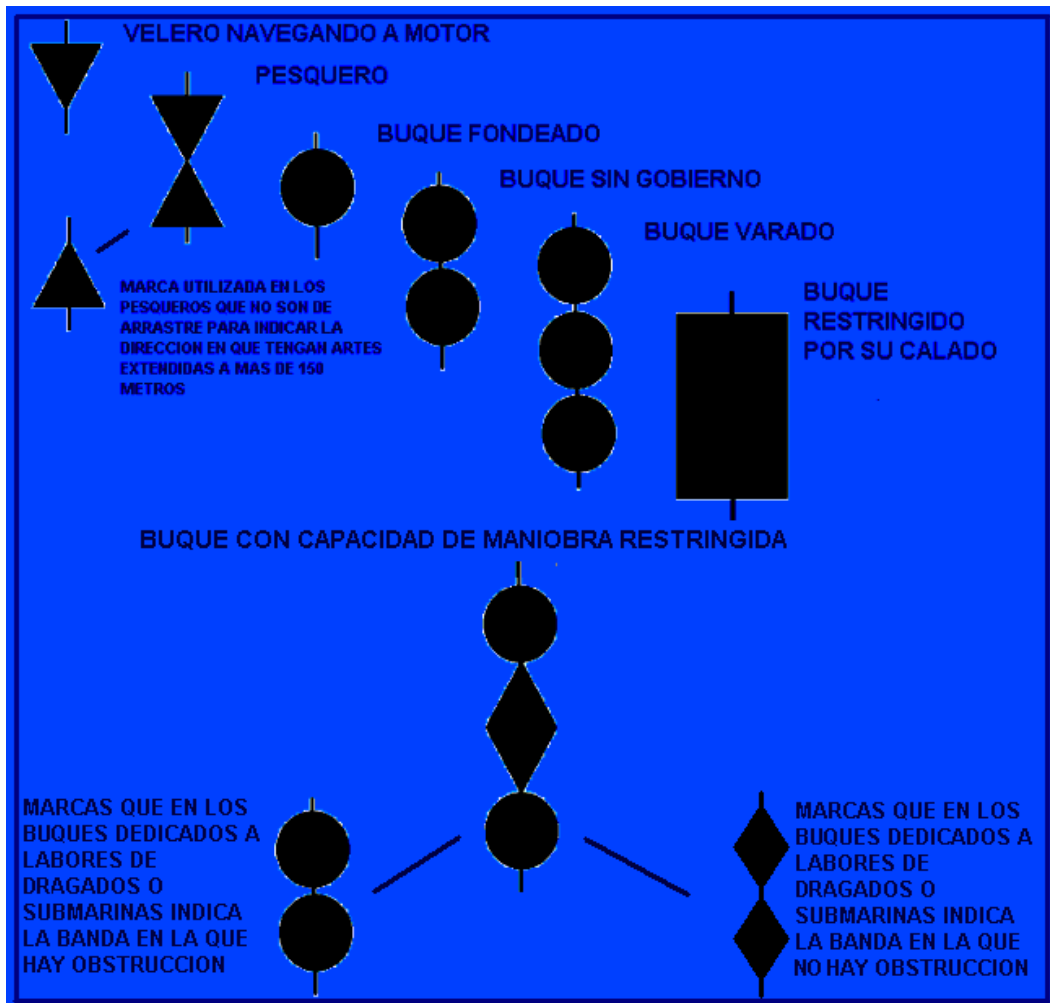 VELERO NAVEGANDO A MOTOR
PESQUERO
BUQUE FONDEADO
BUQUE SIN GOBIERNO
BUQUE VARADO
BUQUE
RESTRINGIDO
POR SU CALADO
MARCA UTILIZADA EN LOS
PESQUEROS QUE NO SON DE
ARRASTRE PARA INDICAR LA
DIRECCION EN QUE TENGAN ARTES
EXTENDIDAS A MAS DE 150
METROS
BUQUE CON CAPACIDAD DE MANIOBRA RESTRINGIDA
MARCAS QUE EN LOS
BUQUES DEDICADOS A
LABORES DE
DRAGADOS O
SUBMARINAS INDICA
LA BANDA EN LA QUE
HAY OBSTRUCCION
MARCAS QUE EN LOS
BUQUES DEDICADOS A
LABORES DE
DRAGADOS O
SUBMARINAS INDICA
LA BANDA EN LA QUE
NO HAY OBSTRUCCION